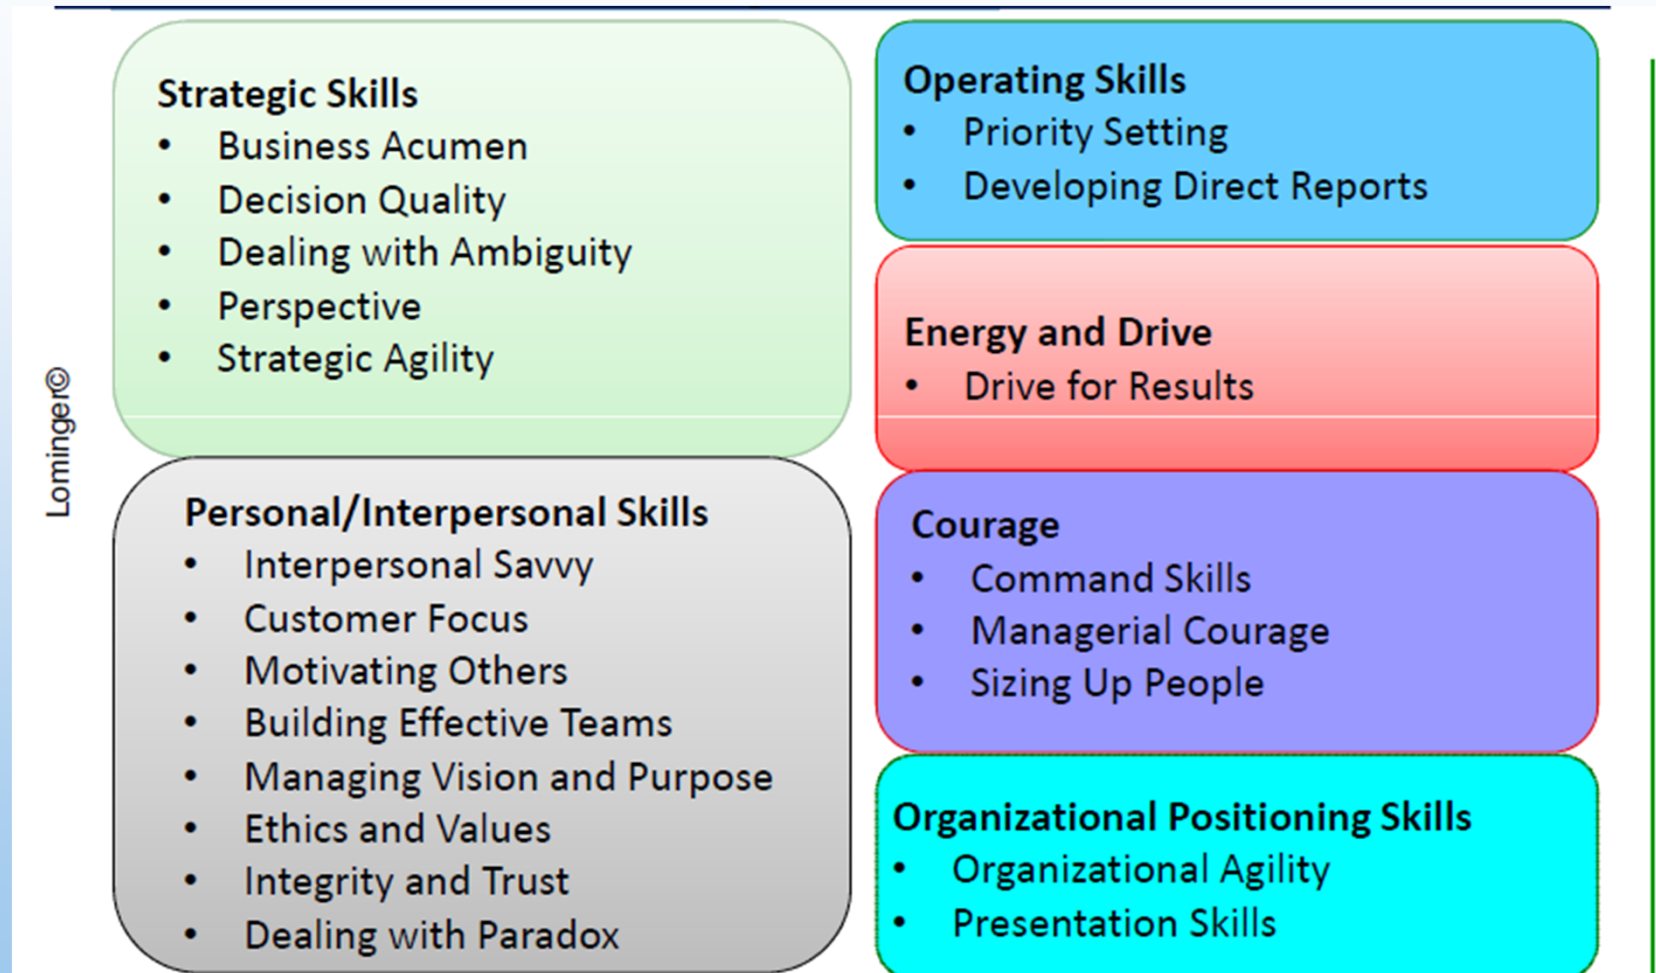 Lominger©
Strategic Skills
• Business Acumen
• Decision Quality
• Dealing with Ambiguity
• Perspective
• Strategic Agility
Personal/Interpersonal Skills
• Interpersonal Savvy
• Customer Focus
• Motivating Others
• Building Effective Teams
• Managing Vision and Purpose
• Ethics and Values
• Integrity and Trust
• Dealing with Paradox
Operating Skills
• Priority Setting
• Developing Direct Reports
Energy and Drive
• Drive for Results
Courage
• Command Skills
• Managerial Courage
• Sizing Up People
Organizational Positioning Skills
• Organizational Agility
• Presentation Skills